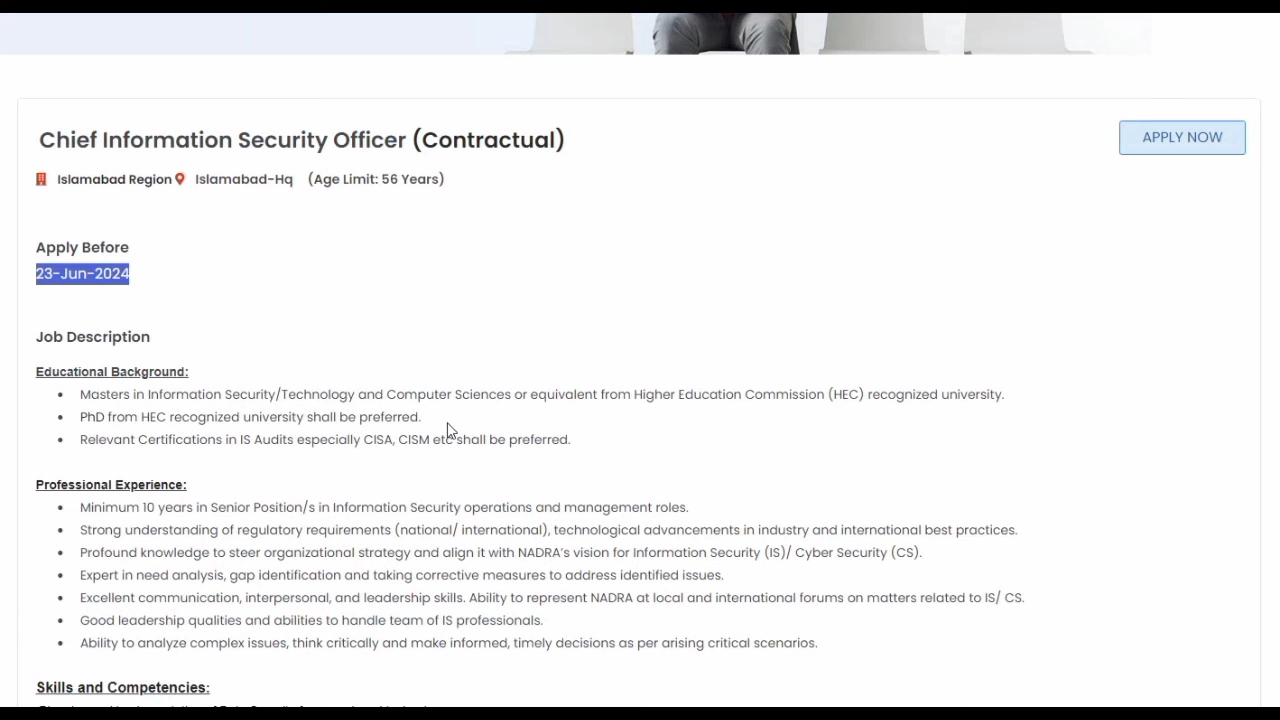 Chief Information Security Officer (Contractual)
APPLY NOW
Islamabad Region Islamabad-Hq (Age Limit: 56 Years)
Apply Before
23-Jun-2024
Job Description
Educational Background:
• Masters in Information Security/Technology and Computer Sciences or equivalent from Higher Education Commission (HEC) recognized university.
• PhD from HEC recognized university shall be preferred.
• Relevant Certifications in IS Audits especially CISA, CISM etc shall be preferred.
Professional Experience:
• Minimum 10 years in Senior Position/s in Information Security operations and management roles.
• Strong understanding of regulatory requirements (national/ international), technological advancements in industry and international best practices.
• Profound knowledge to steer organizational strategy and align it with NADRA's vision for Information Security (IS)/ Cyber Security (CS).
• Expert in need analysis, gap identification and taking corrective measures to address identified issues.
• Excellent communication, interpersonal, and leadership skills. Ability to represent NADRA at local and international forums on matters related to IS/ CS.
• Good leadership qualities and abilities to handle team of IS professionals.
• Ability to analyze complex issues, think critically and make informed, timely decisions as per arising critical scenarios.
Skills and Competencies: